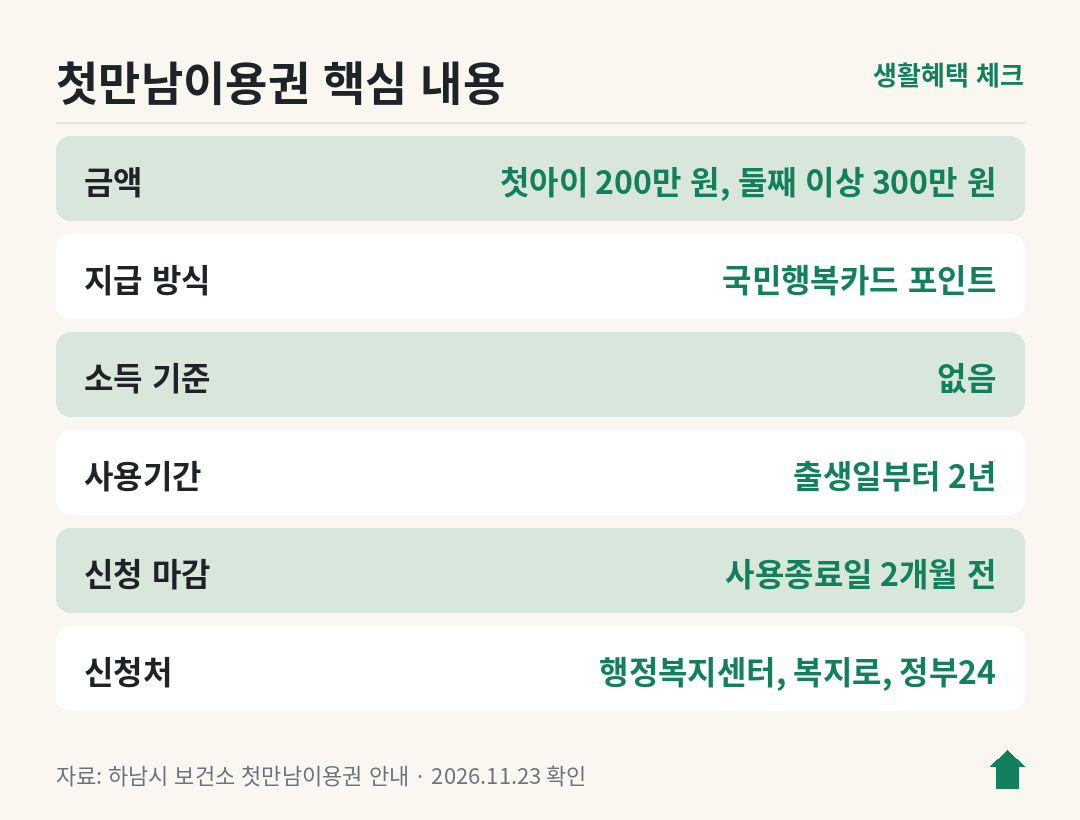 첫만남이용권 핵심 내용
생활혜택 체크
금액 첫아이 200만 원, 둘째 이상 300만 원
지급 방식 국민행복카드 포인트
소득 기준 없음
사용기간 출생일부터 2년
신청 마감 사용종료일 2개월 전
신청처 행정복지센터, 복지로, 정부24
자료: 하남시 보건소 첫만남이용권 안내 · 2026.11.23 확인